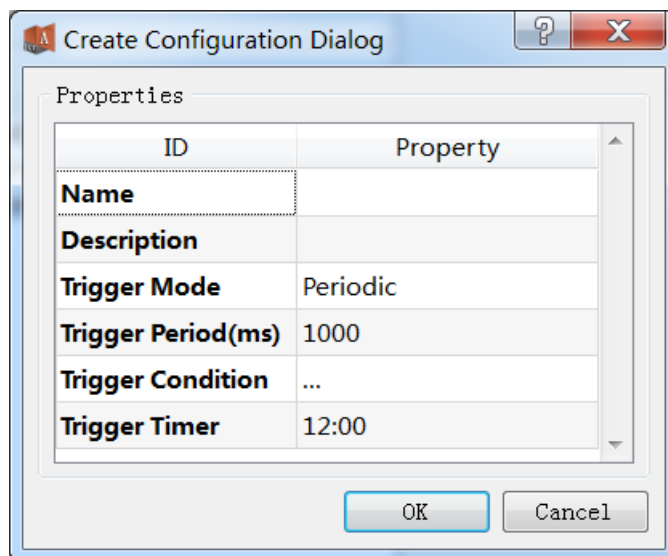 Create Configuration Dialog
Properties
ID Property
Name
Description
Trigger Mode Periodic
Trigger Period(ms) 1000
Trigger Condition ...
Trigger Timer 12:00
OK Cancel